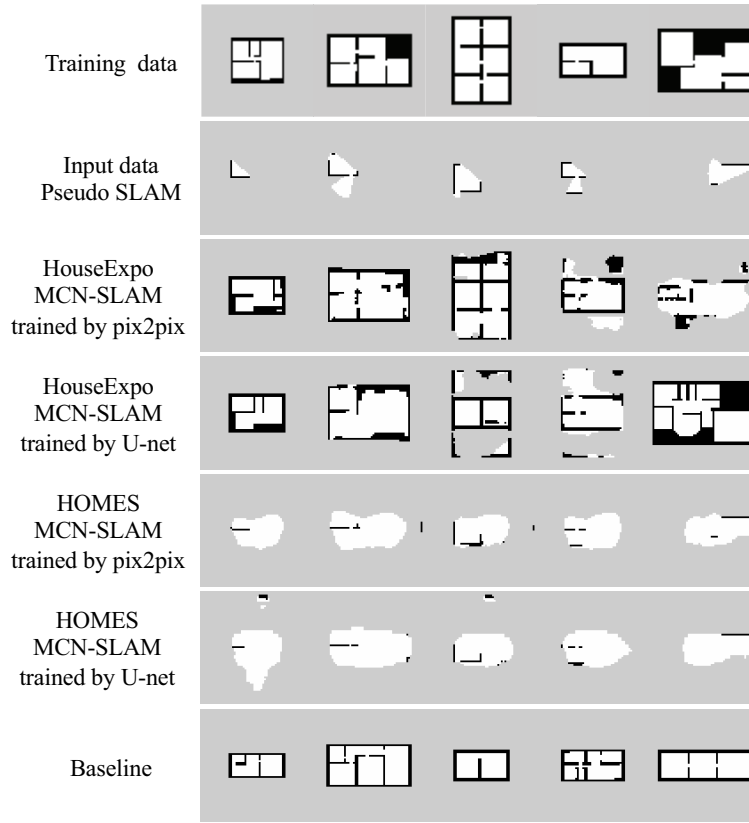 Training data
Input data
Pseudo SLAM
HouseExpo
MCN-SLAM
trained by pix2pix
HouseExpo
MCN-SLAM
trained by U-net
HOMES
MCN-SLAM
trained by pix2pix
HOMES
MCN-SLAM
trained by U-net
Baseline